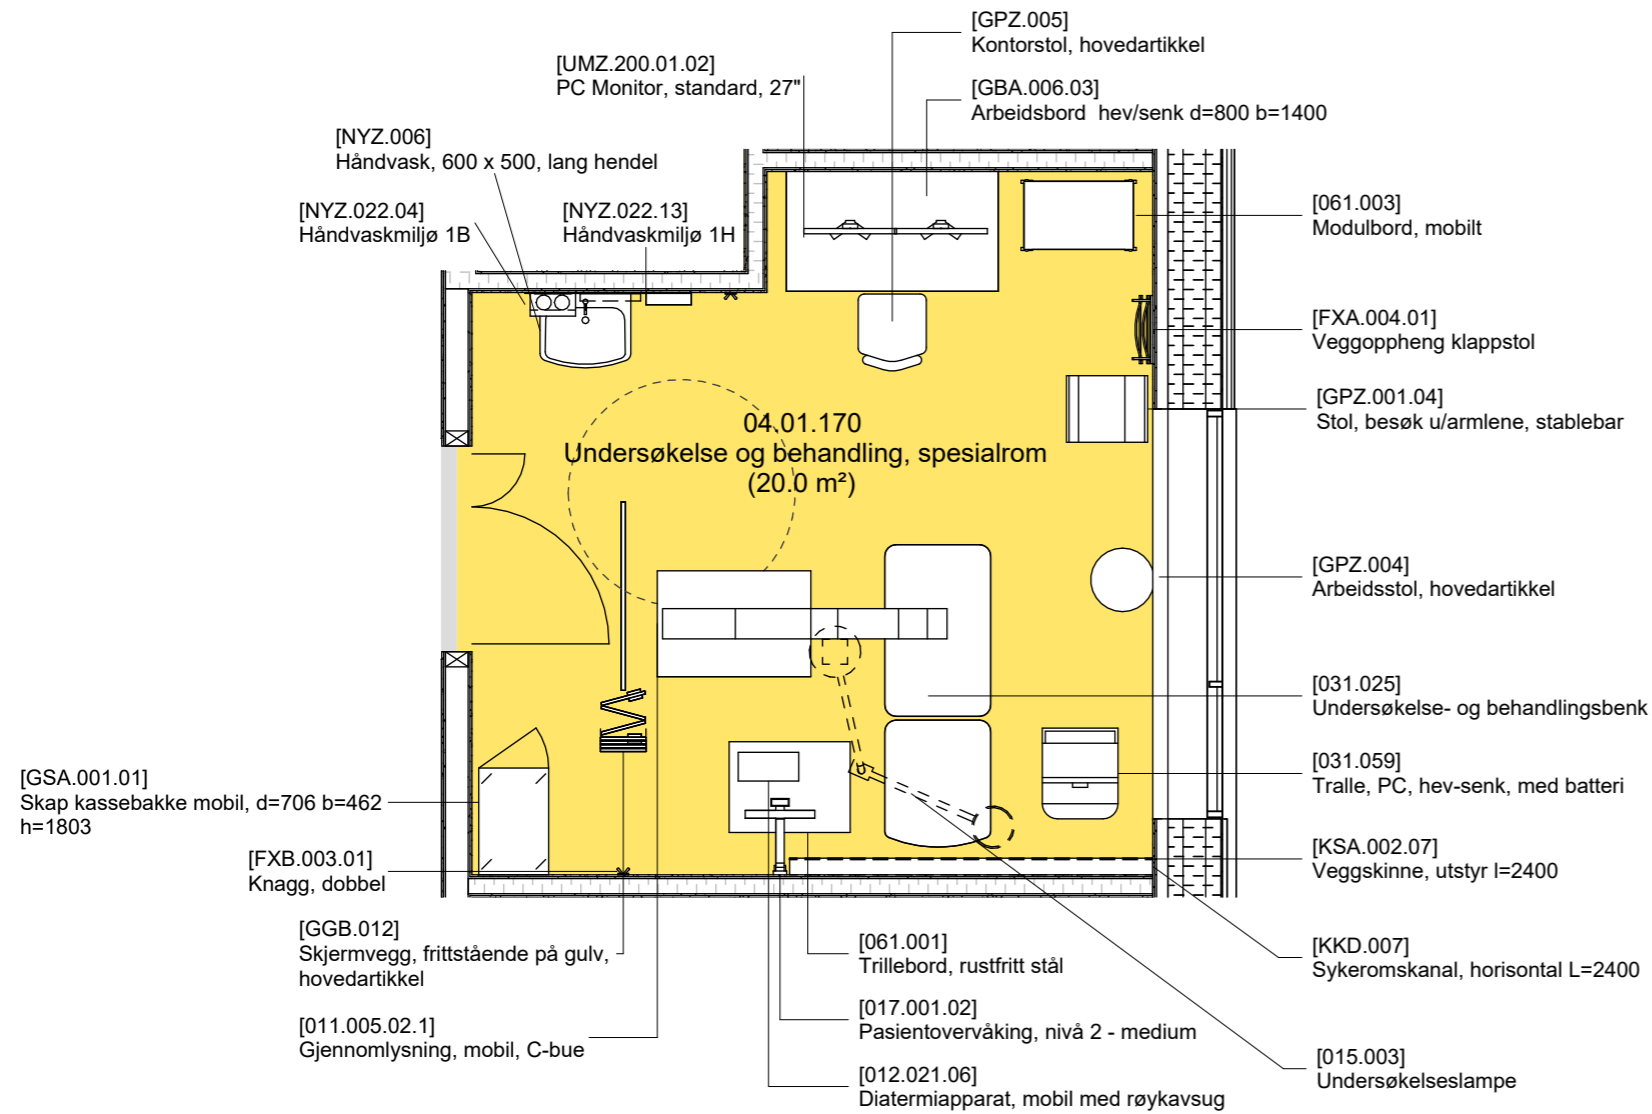 [GPZ.005]
Kontorstol, hovedartikkel
[UMZ.200.01.02]
PC Monitor, standard, 27"
[GBA.006.03]
Arbeidsbord  hev/senk d=800 b=1400
[NYZ.006]
Håndvask, 600 x 500, lang hendel
[NYZ.022.04]
Håndvaskmiljø 1B
[NYZ.022.13]
Håndvaskmiljø 1H
[061.003]
Modulbord, mobilt
[FXA.004.01]
Veggoppheng klappstol
[GPZ.001.04]
Stol, besøk u/armlene, stablebar
04.01.170
Undersøkelse og behandling, spesialrom
(20.0 m²)
[GPZ.004]
Arbeidsstol, hovedartikkel
[031.025]
Undersøkelse- og behandlingsbenk
[031.059]
Tralle, PC, hev-senk, med batteri
[GSA.001.01]
Skap kassebakke mobil, d=706 b=462
h=1803
[FXB.003.01]
Knagg, dobbel
[KSA.002.07]
Veggskinne, utstyr l=2400
[GGB.012]
Skjermvegg, frittstående på gulv,
hovedartikkel
[061.001]
Trillebord, rustfritt stål
[KKD.007]
Sykeromskanal, horisontal L=2400
[011.005.02.1]
Gjennomlysning, mobil, C-bue
[017.001.02]
Pasientovervåking, nivå 2 - medium
[015.003]
Undersøkelseslampe
[012.021.06]
Diatermiapparat, mobil med røykavsug